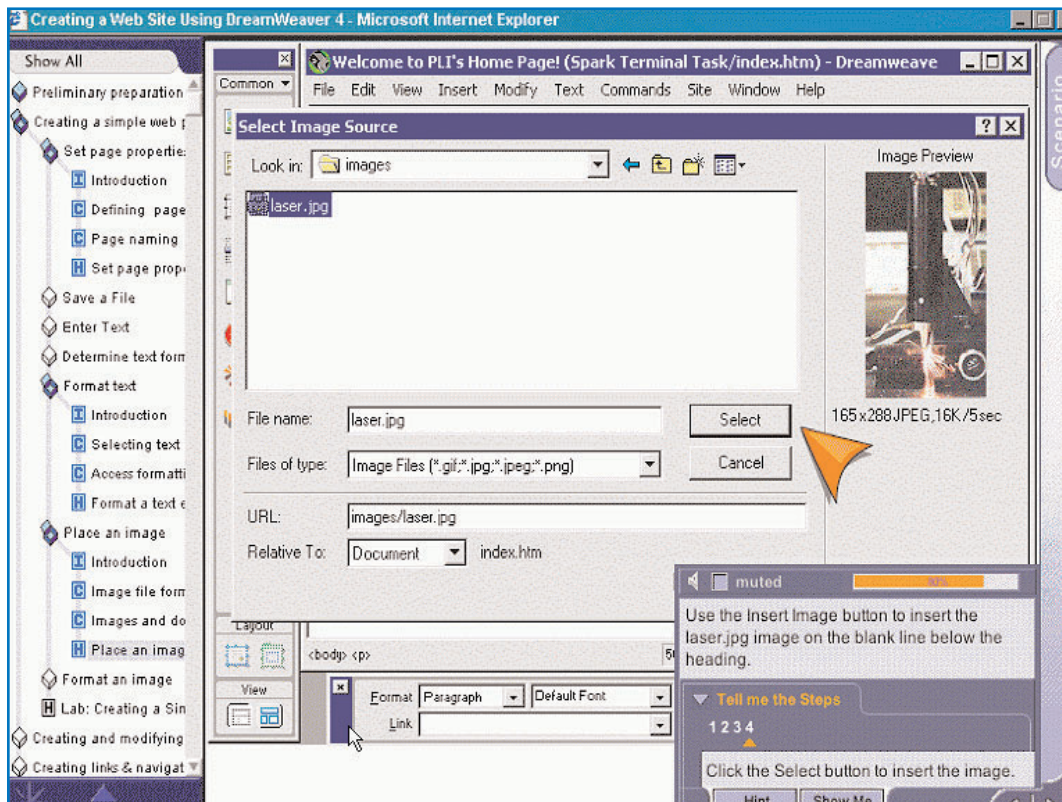 Creating a Web Site Using DreamWeaver 4 - Microsoft Internet Explorer
Show All
Preliminary preparation
Creating a simple web p
Set page properties
Introduction
Defining page
Page naming
Set page prop
Save a File
Enter Text
Determine text form
Format text
Introduction
Selecting text
Access formatti
Format a text e
Place an image
Introduction
Image file form
Images and do
Place an imag
Format an image
Lab: Creating a Sin
Creating and modifying
Creating links & navigat
Common
Layout
View
Welcome to PLI's Home Page! (Spark Terminal Task/index.htm) - Dreamweave
File Edit View Insert Modify Text Commands Site Window Help
Select Image Source
Look in: images
laser.jpg
File name: laser.jpg
Select
Files of type: Image Files (*.gif;*.jpg;*.jpeg;*.png)
Cancel
URL: images/laser.jpg
Relative To: Document index.htm
Image Preview
165x288JPEG,16K/5sec
<body> <p>
Format Paragraph Default Font
Link
Scenario
muted
80%
Use the Insert Image button to insert the
laser.jpg image on the blank line below the
heading.
Tell me the Steps
1 2 3 4
Click the Select button to insert the image.
Hint Show Me